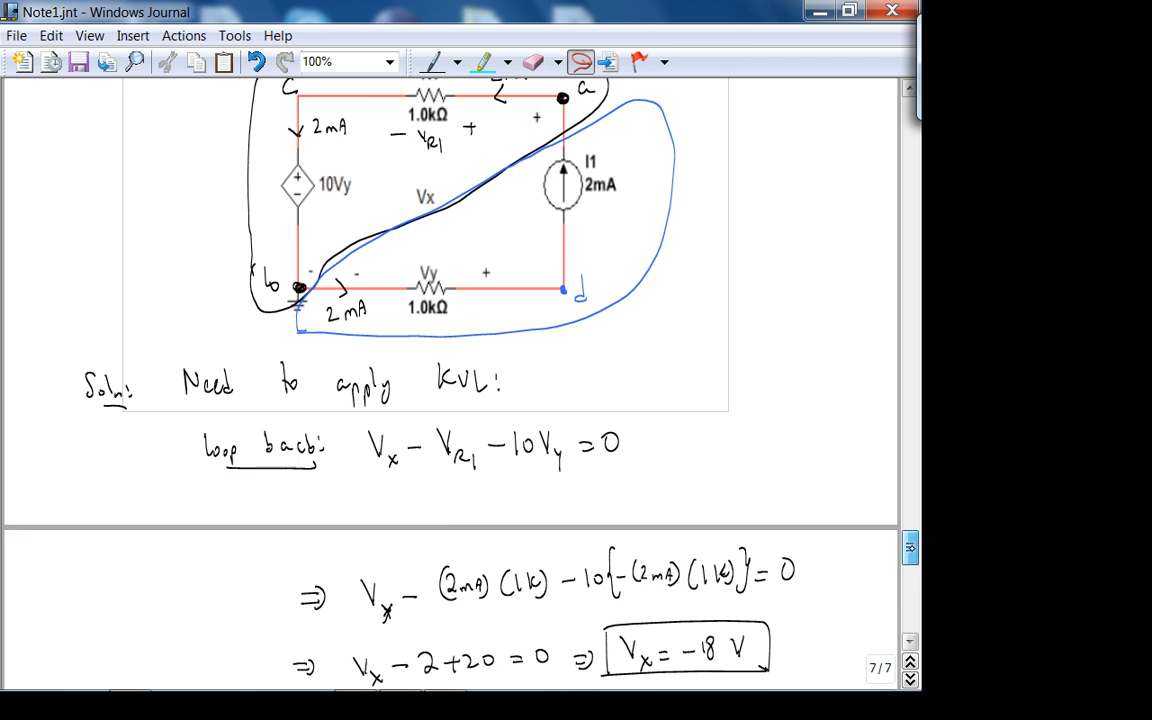 Note1.jnt - Windows Journal
File Edit View Insert Actions Tools Help
100%
C
a
1.0kΩ
+
2mA
- VR1 +
I1
10Vy
Vx
2mA
b
-
-
Vy
+
d
1.0kΩ
2mA
Soln: Need to apply KVL:
loop bacb: Vx - VR1 - 10Vy = 0
⇒ Vx - (2mA)(1K) - 10{-(2mA)(1K)} = 0
⇒ Vx - 2 + 20 = 0 ⇒ Vx = -18 V
7/7